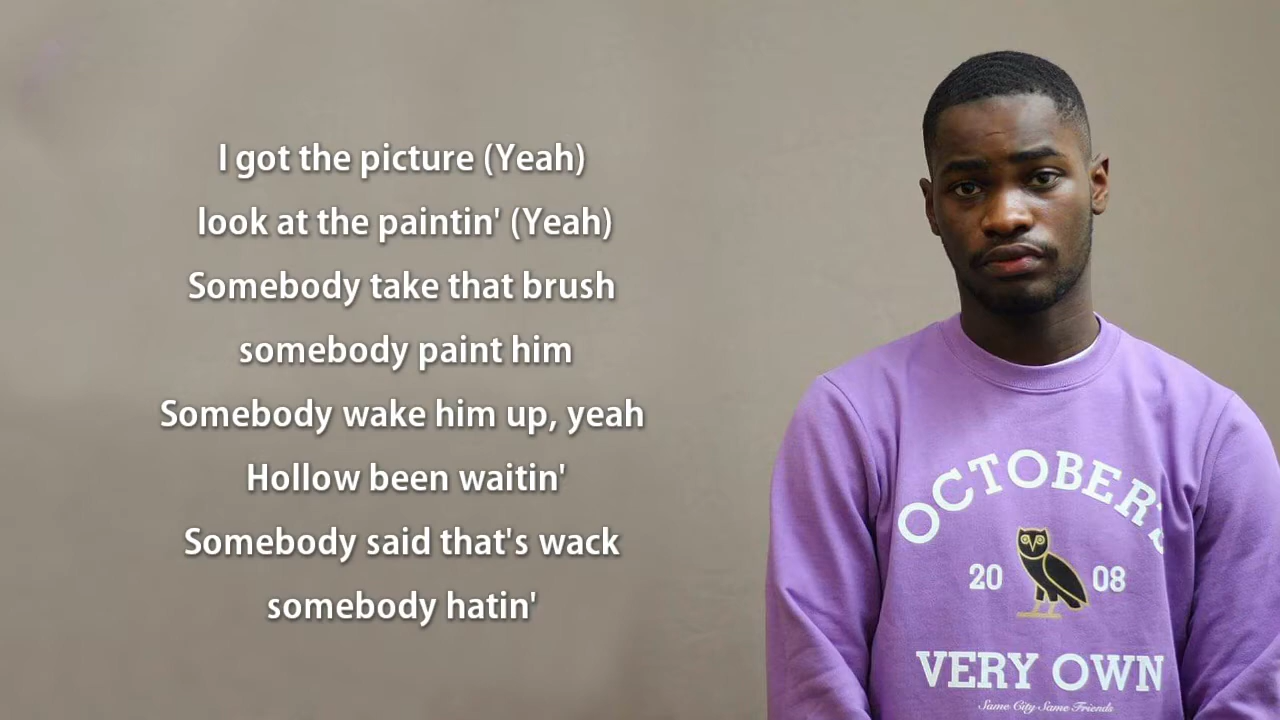 I got the picture (Yeah)
look at the paintin' (Yeah)
Somebody take that brush
somebody paint him
Somebody wake him up, yeah
Hollow been waitin'
Somebody said that's wack
somebody hatin'
OCTOBER'S
20 08
VERY OWN
Same City Same Friends